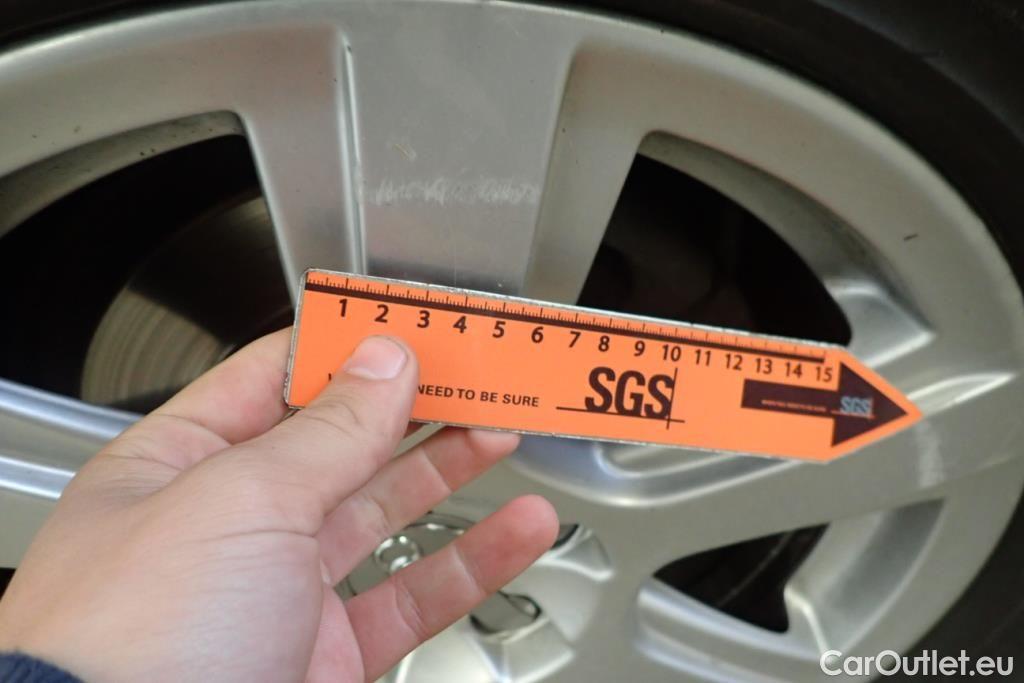 1 2 3 4 5 6 7 8 9 10 11 12 13 14 15
NEED TO BE SURE
SGS
SGS
CarOutlet.eu